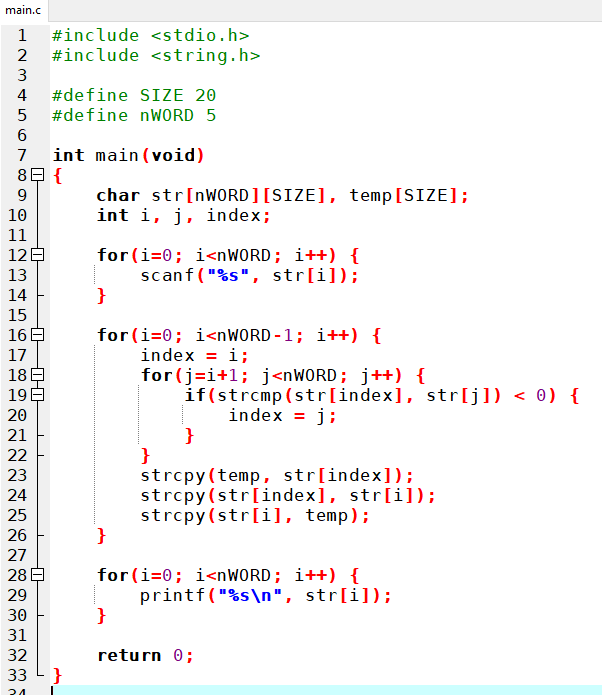 main.c
1 #include <stdio.h>
2 #include <string.h>
3
4 #define SIZE 20
5 #define nWORD 5
6
7 int main(void)
8 {
9     char str[nWORD][SIZE], temp[SIZE];
10     int i, j, index;
11
12     for(i=0; i<nWORD; i++) {
13         scanf("%s", str[i]);
14     }
15
16     for(i=0; i<nWORD-1; i++) {
17         index = i;
18         for(j=i+1; j<nWORD; j++) {
19             if(strcmp(str[index], str[j]) < 0) {
20                 index = j;
21             }
22         }
23         strcpy(temp, str[index]);
24         strcpy(str[index], str[i]);
25         strcpy(str[i], temp);
26     }
27
28     for(i=0; i<nWORD; i++) {
29         printf("%s\n", str[i]);
30     }
31
32     return 0;
33 }
34